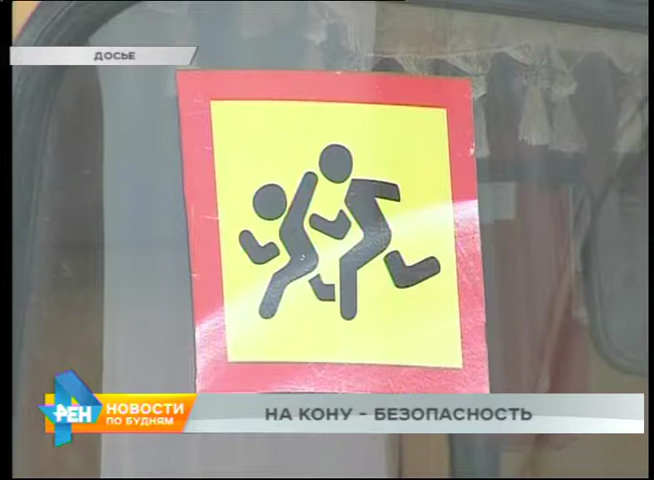 ДОСЬЕ
РЕН
НОВОСТИ
ПО БУДНЯМ
НА КОНУ - БЕЗОПАСНОСТЬ